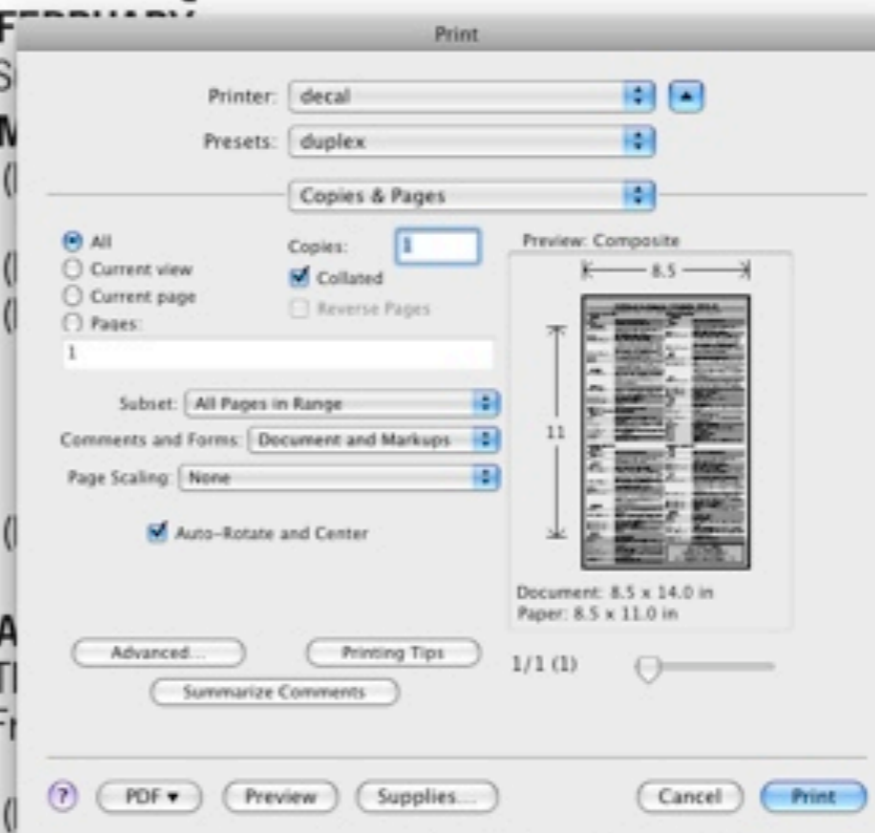 FEBRUARY
Print
Printer: decal
Presets: duplex
Copies & Pages
All
Current view
Current page
Pages:
1
Copies: 1
Collated
Reverse Pages
Subset: All Pages in Range
Comments and Forms: Document and Markups
Page Scaling: None
Auto-Rotate and Center
Advanced...
Printing Tips
Summarize Comments
Preview: Composite
8.5
11
Document: 8.5 x 14.0 in
Paper: 8.5 x 11.0 in
1/1 (1)
?
PDF ▾
Preview
Supplies...
Cancel
Print